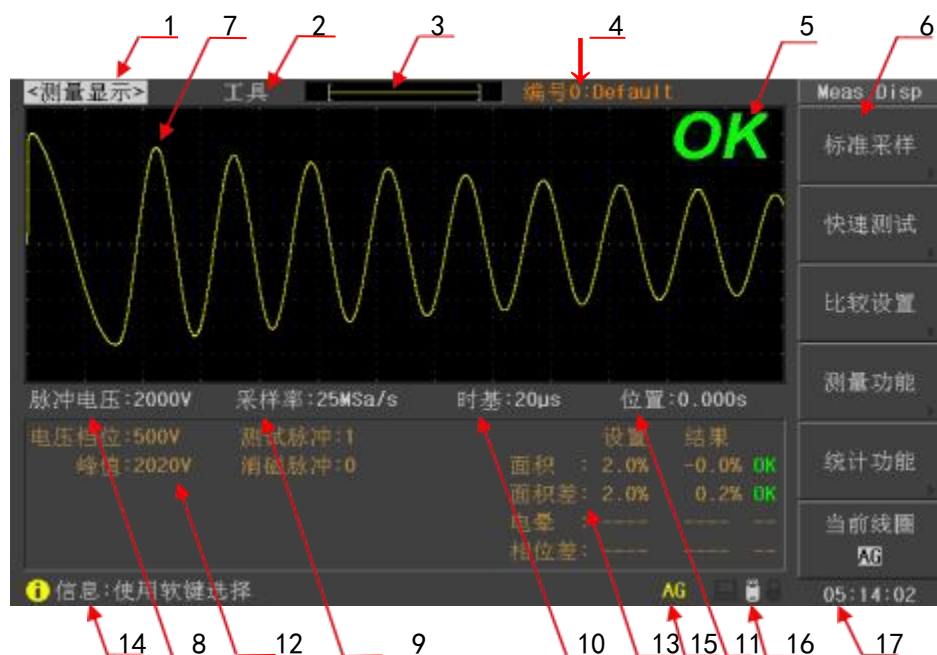 1 7 2 3 4 5 6
<测量显示> 工具 编号0:Default Meas Disp
OK
标准采样
快速测试
比较设置
测量功能
脉冲电压:2000V 采样率:25MSa/s 时基:20μs 位置:0.000s
电压档位:500V 测试脉冲:1 设置 结果
峰值:2020V 消磁脉冲:0 面积 : 2.0% -0.0% OK
统计功能
面积差: 2.0% 0.2% OK
电晕 : ---- ---- --
相位差: ---- ---- --
当前线圈
AG
信息:使用软键选择 AG 05:14:02
14 8 12 9 10 13 15 11 16 17